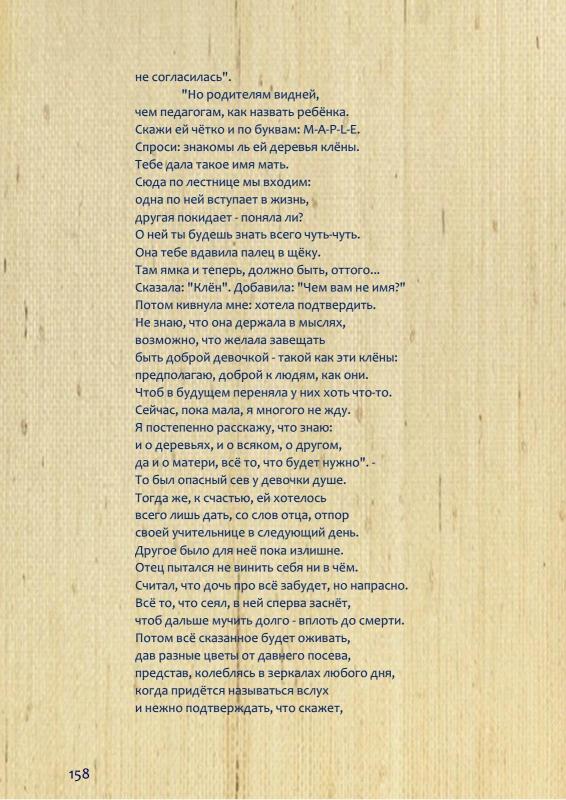 не согласилась".
"Но родителям видней,
чем педагогам, как назвать ребёнка.
Скажи ей чётко и по буквам: M-A-P-L-E.
Спроси: знакомы ль ей деревья клёны.
Тебе дала такое имя мать.
Сюда по лестнице мы входим:
одна по ней вступает в жизнь,
другая покидает - поняла ли?
О ней ты будешь знать всего чуть-чуть.
Она тебе вдавила палец в щёку.
Там ямка и теперь, должно быть, оттого...
Сказала: "Клён". Добавила: "Чем вам не имя?"
Потом кивнула мне: хотела подтвердить.
Не знаю, что она держала в мыслях,
возможно, что желала завещать
быть доброй девочкой - такой как эти клёны:
предполагаю, доброй к людям, как они.
Чтоб в будущем переняла у них хоть что-то.
Сейчас, пока мала, я многого не жду.
Я постепенно расскажу, что знаю:
и о деревьях, и о всяком, о другом,
да и о матери, всё то, что будет нужно". -
То был опасный сев у девочки душе.
Тогда же, к счастью, ей хотелось
всего лишь дать, со слов отца, отпор
своей учительнице в следующий день.
Другое было для неё пока излишне.
Отец пытался не винить себя ни в чём.
Считал, что дочь про всё забудет, но напрасно.
Всё то, что сеял, в ней сперва заснёт,
чтоб дальше мучить долго - вплоть до смерти.
Потом всё сказанное будет оживать,
дав разные цветы от давнего посева,
представ, колеблясь в зеркалах любого дня,
когда придётся называться вслух
и нежно подтверждать, что скажет,
158